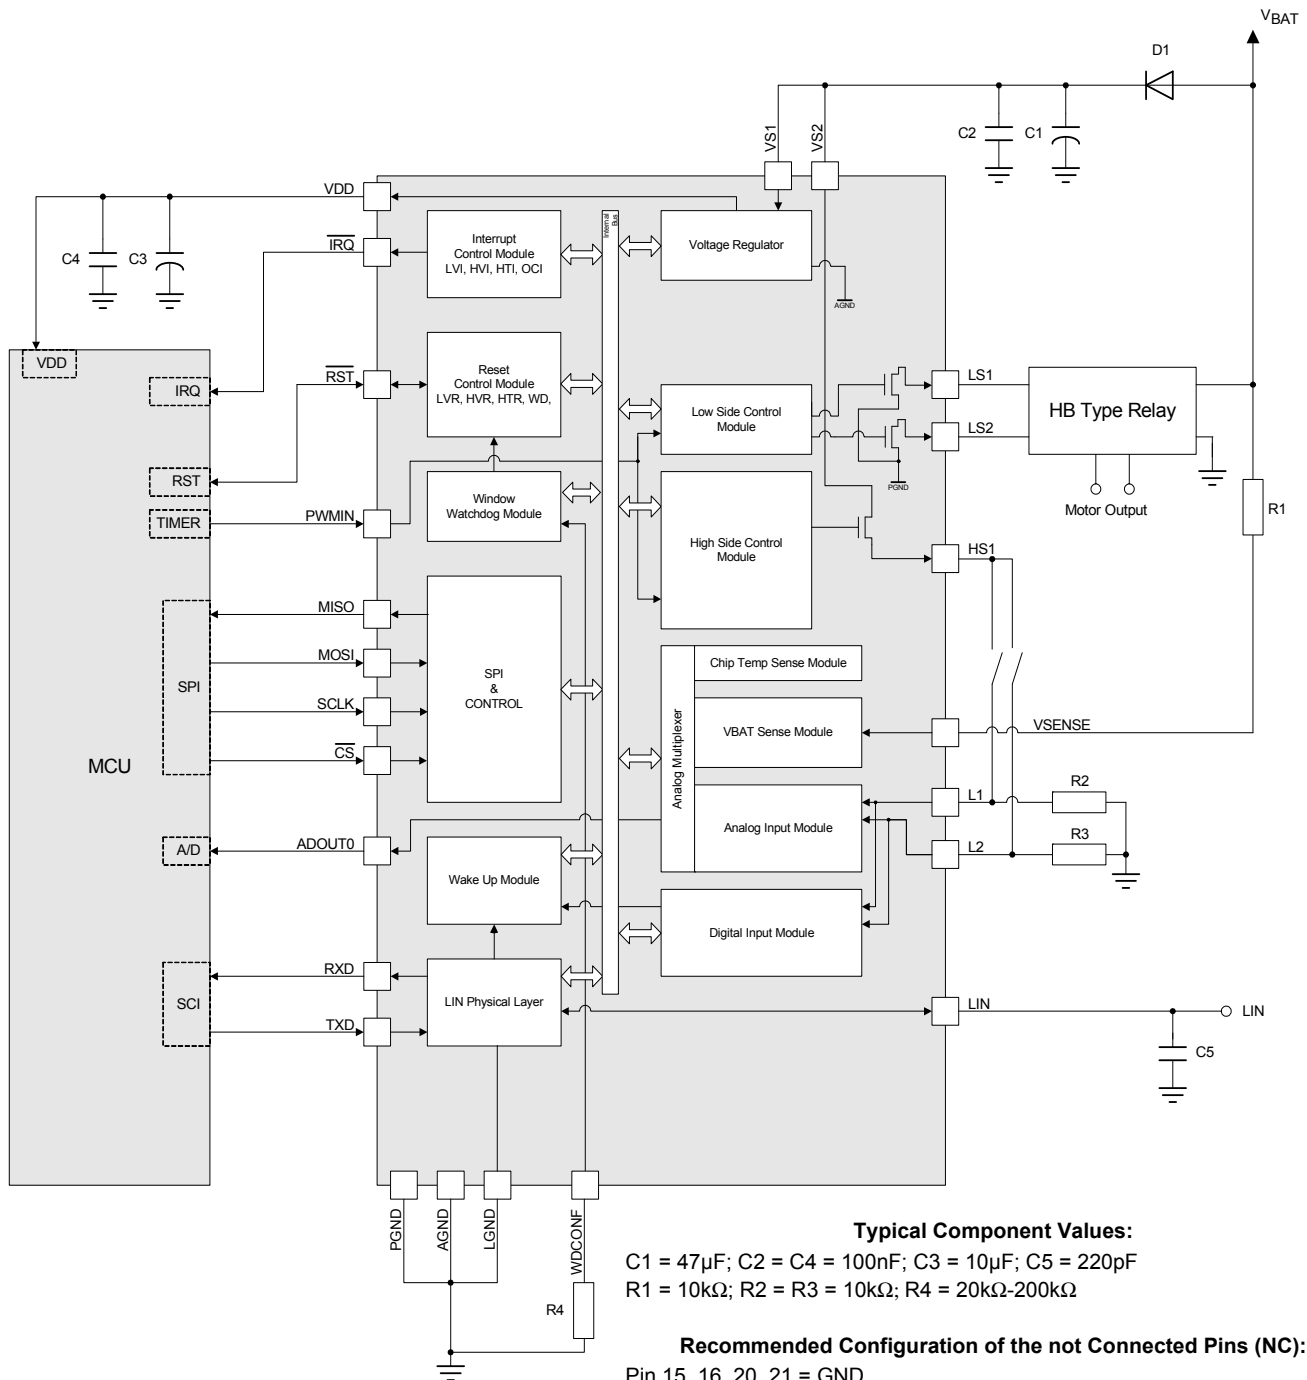 VBAT
D1
VS1
VS2
C2
C1
VDD
IRQ
C4
C3
Interrupt
Control Module
LVI, HVI, HTI, OCI
Internal
Bus
Voltage Regulator
AGND
VDD
IRQ
RST
Reset
Control Module
LVR, HVR, HTR, WD,
Low Side Control
Module
LS1
LS2
HB Type Relay
PGND
Motor Output
R1
RST
TIMER
PWMIN
Window
Watchdog Module
High Side Control
Module
HS1
MISO
MOSI
SCLK
CS
SPI
SPI
&
CONTROL
MCU
Analog Multiplexer
Chip Temp Sense Module
VBAT Sense Module
VSENSE
Analog Input Module
L1
L2
R2
R3
A/D
ADOUT0
Wake Up Module
Digital Input Module
SCI
RXD
TXD
LIN Physical Layer
LIN
LIN
C5
PGND
AGND
LGND
WDCONF
R4
Typical Component Values:
C1 = 47µF; C2 = C4 = 100nF; C3 = 10µF; C5 = 220pF
R1 = 10kΩ; R2 = R3 = 10kΩ; R4 = 20kΩ-200kΩ
Recommended Configuration of the not Connected Pins (NC):
Pin 15, 16, 20, 21 = GND